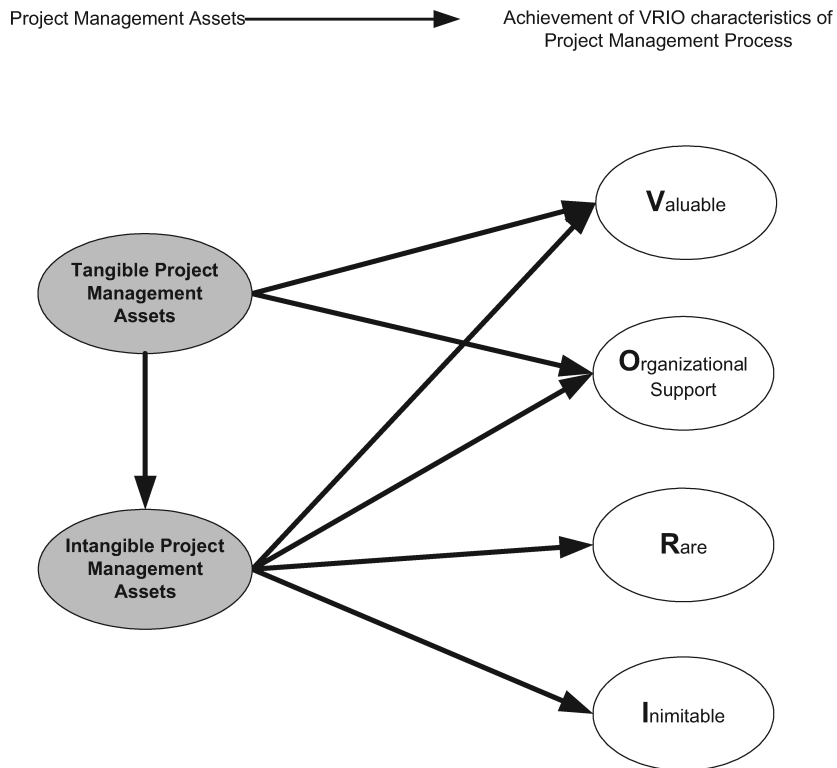 Project Management Assets
Achievement of VRIO characteristics of
Project Management Process
Valuable
Tangible Project
Management
Assets
Organizational
Support
Intangible Project
Management
Assets
Rare
Inimitable